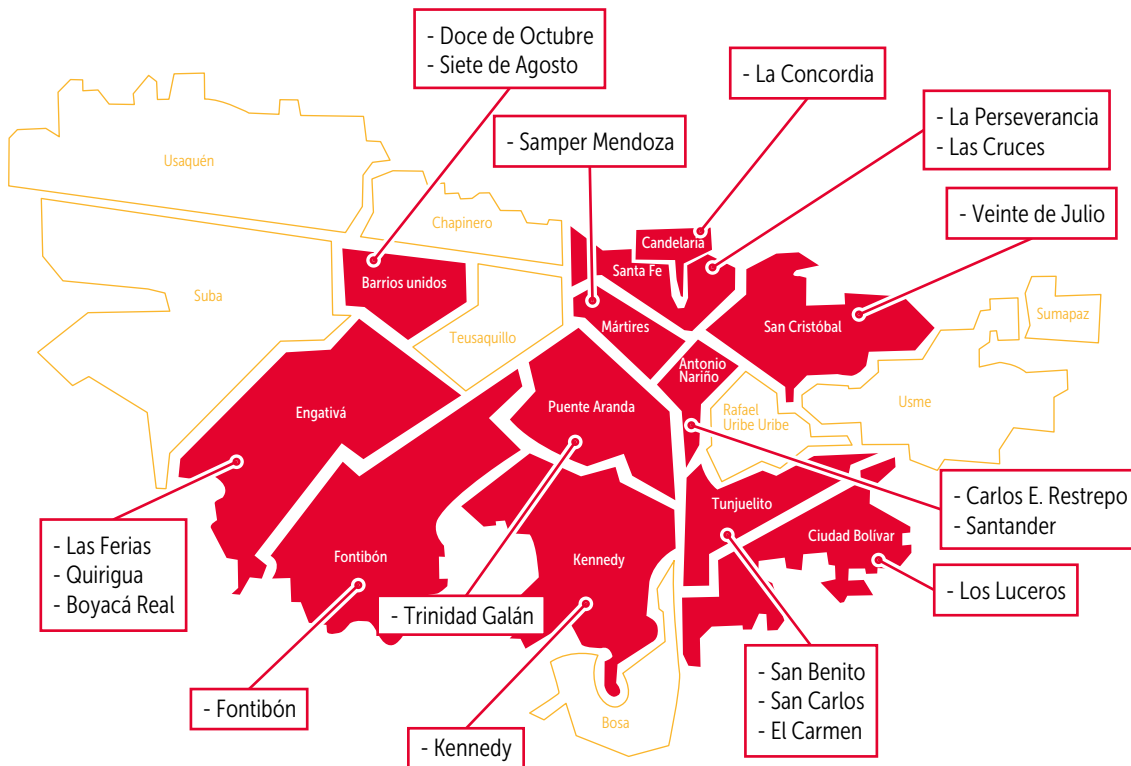 - Doce de Octubre
- Siete de Agosto
- La Concordia
- Samper Mendoza
- La Perseverancia
- Las Cruces
- Veinte de Julio
Usaquén
Chapinero
Candelaria
Santa Fe
Barrios unidos
Suba
Teusaquillo
Mártires
San Cristóbal
Sumapaz
Antonio
Nariño
Engativá
Puente Aranda
Rafael
Uribe Uribe
Usme
Tunjuelito
Ciudad Bolívar
Fontibón
Kennedy
Bosa
- Carlos E. Restrepo
- Santander
- Las Ferias
- Quirigua
- Boyacá Real
- Los Luceros
- Trinidad Galán
- San Benito
- San Carlos
- El Carmen
- Fontibón
- Kennedy